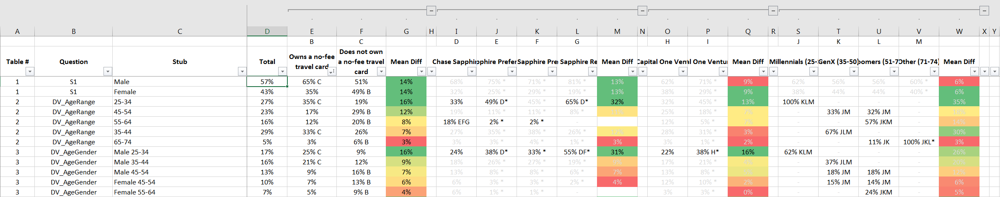 A B C D E F G H I J K L M N O P Q R S T U V W X Y
B C D E F G H I J K L M
Table # Question Stub Total Owns a no-fee travel card Does not own a no-fee travel card Mean Diff Chase Sapphi pphire Prefer Sapphire Pre e Sapphire Re Mean Diff Capital One Vent l One Ventur Mean Diff Millennials (25- GenX (35-50) oomers (51-7 Other (71-74) Mean Diff
1 S1 Male 57% 65% C 51% 14% 68% 75% * 71% * 81% * 13% 62% 71% * 9% 62% 56% 56% 60% * 6%
1 S1 Female 43% 35% 49% B 14% 32% 25% * 29% * 19% * 13% 38% 29% * 9% 38% 44% 44% 40% * 6%
2 DV_AgeRange 25-34 27% 35% C 19% 16% 33% 49% D* 45% * 65% D* 32% 32% 45% * 13% 100% KLM - - - 35%
2 DV_AgeRange 45-54 23% 17% 29% B 12% 19% 11% * 11% * 8% * 11% 25% 18% * 7% - 33% JM 32% JM - 18%
2 DV_AgeRange 55-64 16% 12% 20% B 8% 18% EFG 2% * 2% * - 12% 5% * 7% - - 57% JKM - 14%
2 DV_AgeRange 35-44 29% 33% C 26% 7% 27% 35% * 38% * 26% * 12% 28% 31% * 3% - 67% JLM - - 30%
2 DV_AgeRange 65-74 5% 3% 6% B 3% 3% 3% * 4% * 1% * 3% 3% 1% * 2% - - 11% JK 100% JKL* 3%
3 DV_AgeGender Male 25-34 17% 25% C 9% 16% 24% 38% D* 33% * 55% DF* 31% 22% 38% H* 16% 62% KLM - - - 26%
3 DV_AgeGender Male 35-44 16% 21% C 12% 9% 18% 26% * 27% * 19% * 9% 17% 21% * 4% - 37% JLM - - 20%
3 DV_AgeGender Male 45-54 13% 9% 16% B 7% 13% 8% * 8% * 6% * 7% 13% 8% * 5% - 18% JM 18% JM - 12%
3 DV_AgeGender Female 45-54 10% 7% 13% B 6% 6% 3% * 3% * 2% * 4% 12% 10% * 2% - 15% JM 14% JM - 6%
3 DV_AgeGender Female 55-64 7% 5% 9% B 4% 6% 1% * 1% * - 3% 3% * 0% - - 24% JKM - 5%